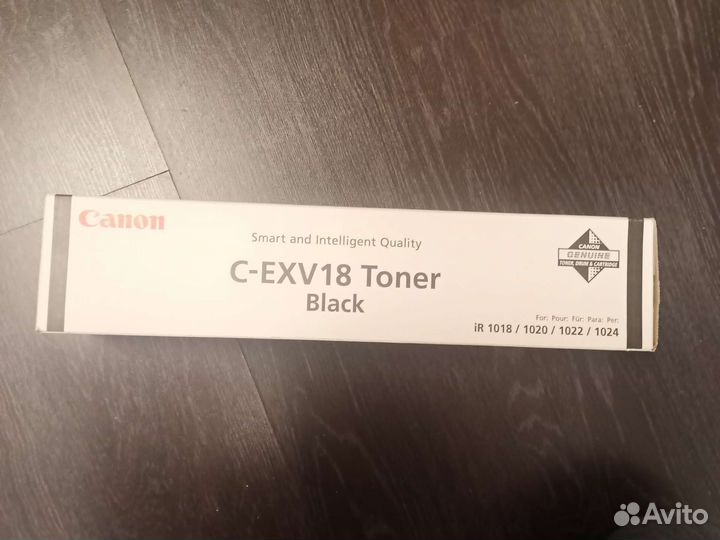 Canon
Smart and Intelligent Quality
C-EXV18 Toner
Black
CANON
GENUINE
TONER, DRUM & CARTRIDGE
For: Pour: Für: Para: Per:
iR 1018 / 1020 / 1022 / 1024
Avito